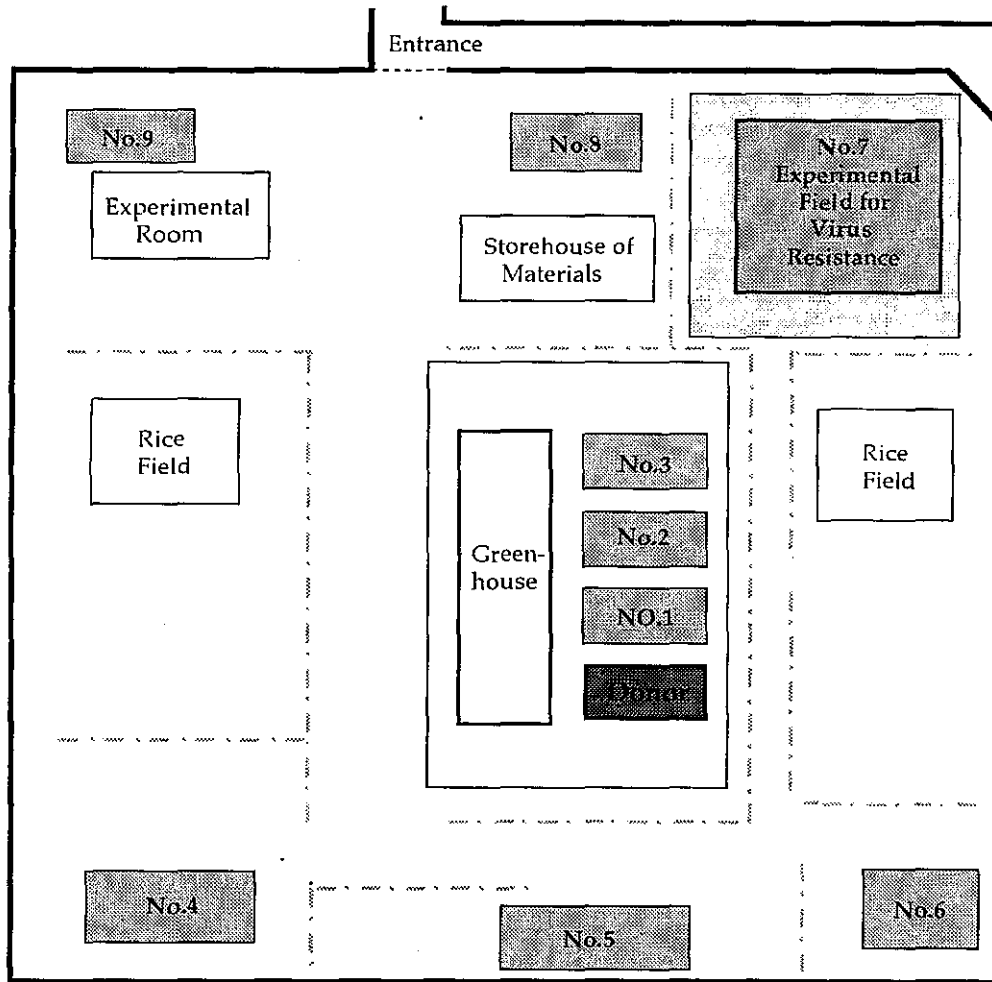 Entrance
No.9
No.8
No.7
Experimental
Field for
Virus
Resistance
Experimental
Room
Storehouse of
Materials
Rice
Field
No.3
Rice
Field
No.2
Green-
house
NO.1
Donor
No.4
No.5
No.6